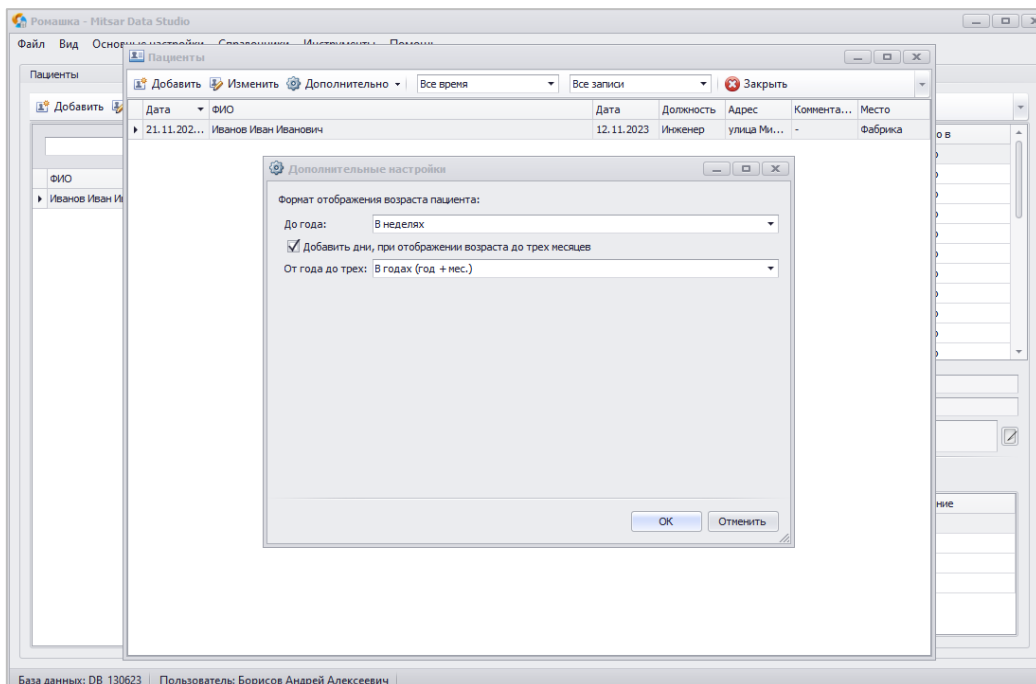 Ромашка - Mitsar Data Studio
Файл Вид
Пациенты
Пациенты
Добавить Изменить Дополнительно Все время Все записи Закрыть
Добавить
Дата ФИО Дата Должность Адрес Коммента... Место
21.11.202... Иванов Иван Иванович 12.11.2023 Инженер улица Ми... - Фабрика
ФИО
Иванов Иван
Дополнительные настройки
Формат отображения возраста пациента:
До года: В неделях
Добавить дни, при отображении возраста до трех месяцев
От года до трех: В годах (год + мес.)
OK Отменить
ние
База данных: DB_130623 Пользователь: Борисов Андрей Алексеевич